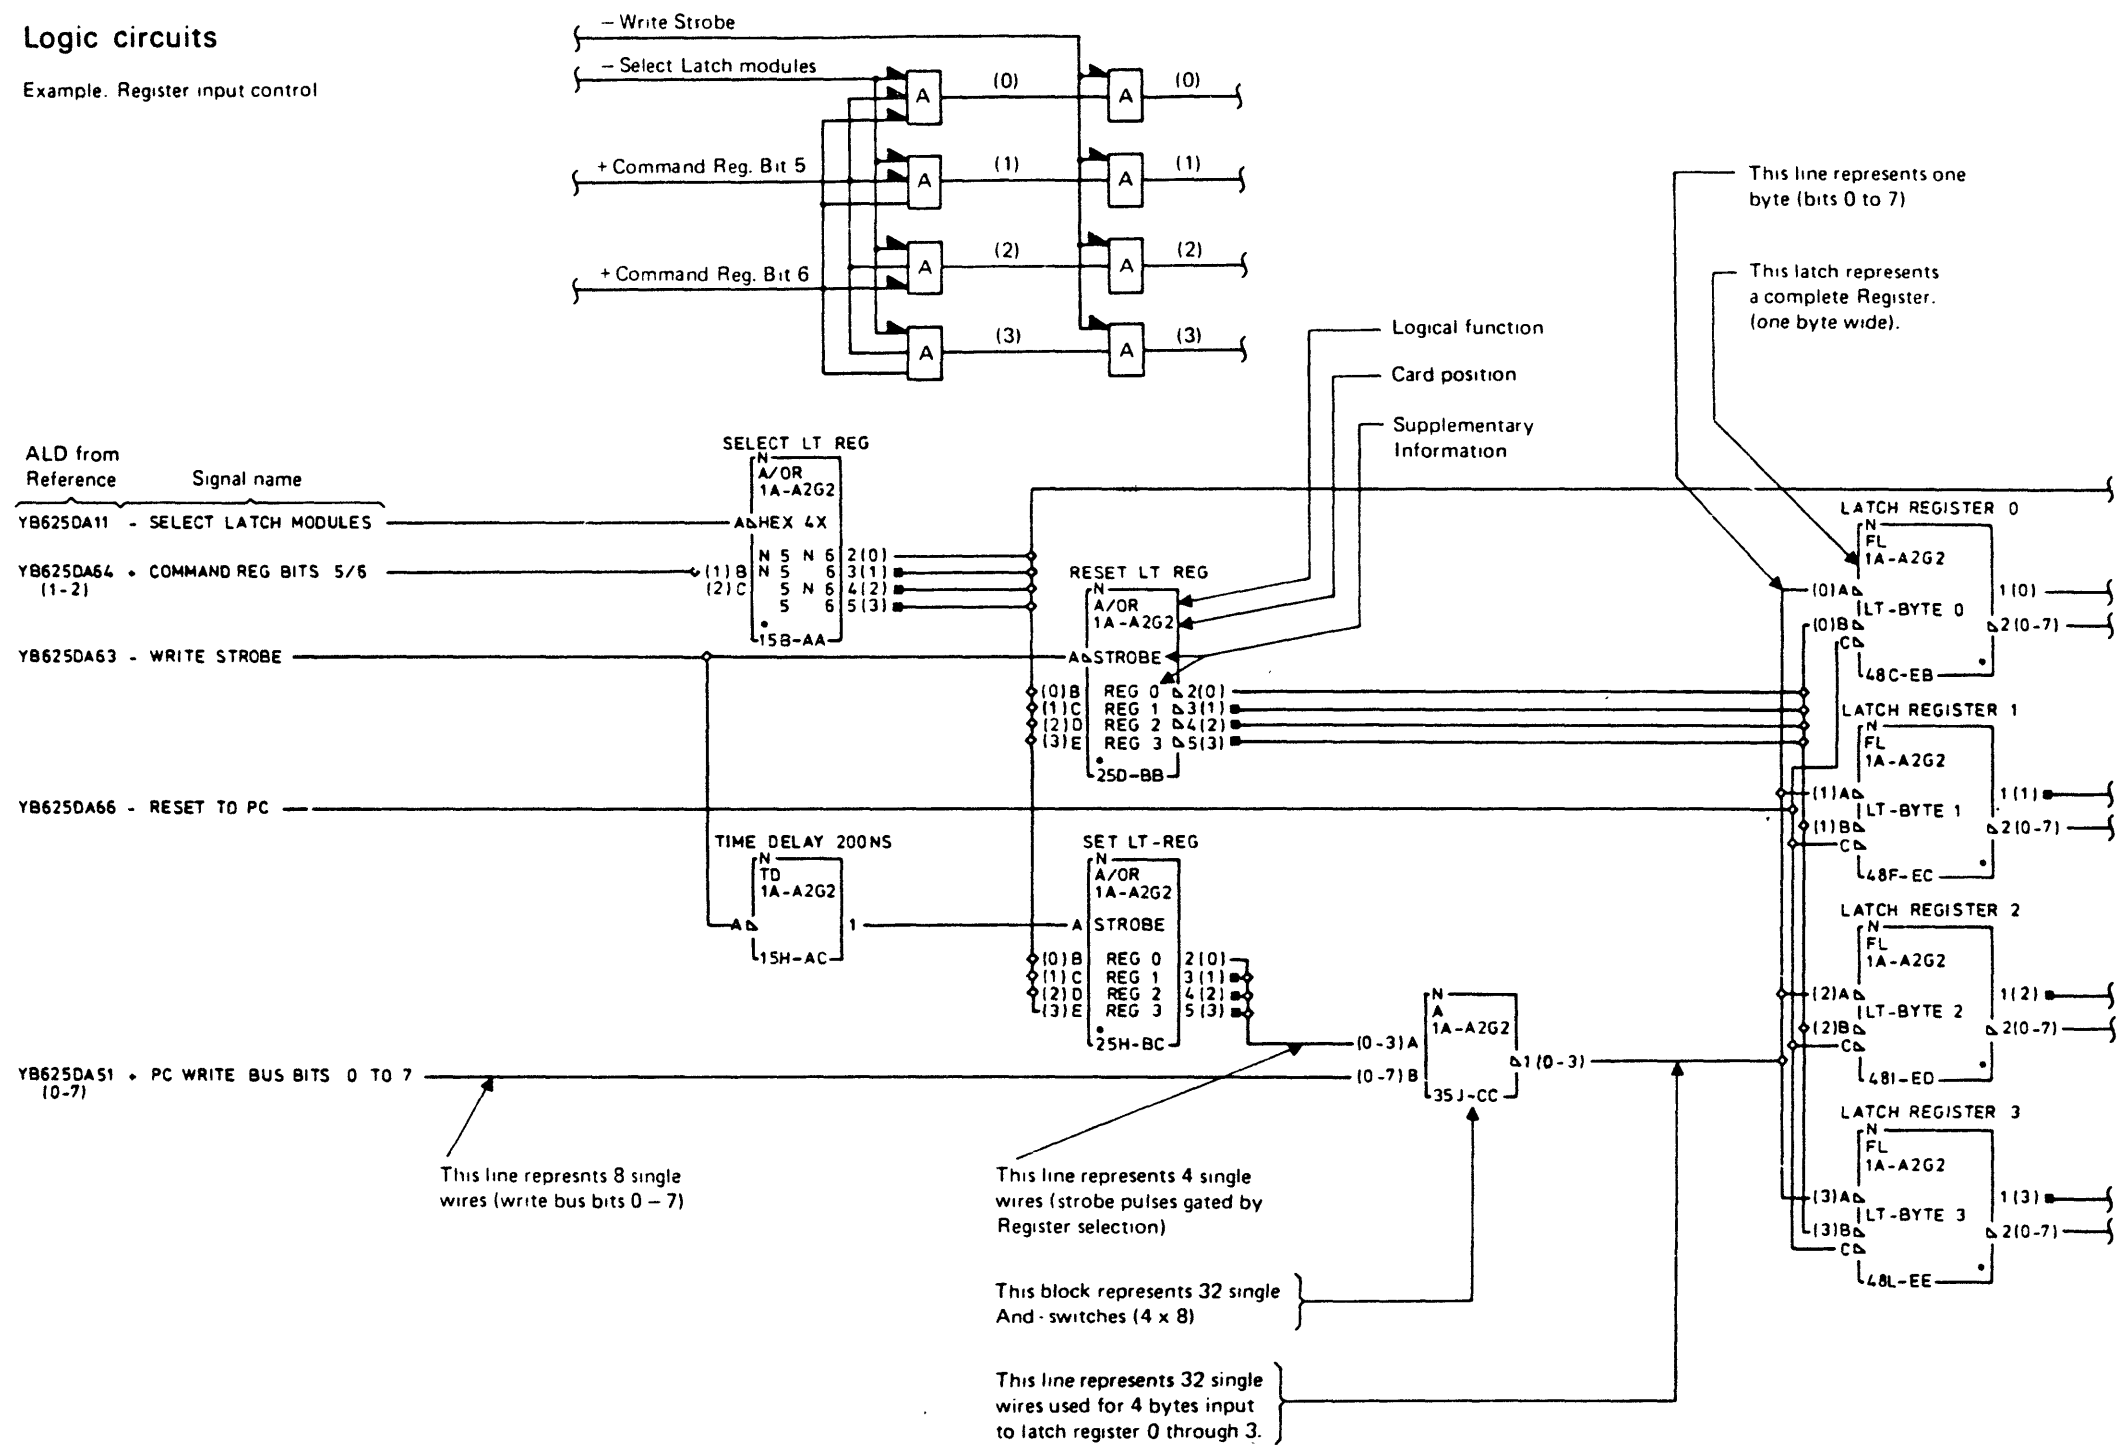 Logic circuits
Example. Register input control
– Write Strobe
– Select Latch modules
+ Command Reg. Bit 5
+ Command Reg. Bit 6
A (0) A (0)
A (1) A (1)
A (2) A (2)
A (3) A (3)
This line represents one
byte (bits 0 to 7)
This latch represents
a complete Register.
(one byte wide).
Logical function
Card position
Supplementary
Information
ALD from
Reference Signal name
YB625DA11 - SELECT LATCH MODULES
YB625DA64 + COMMAND REG BITS 5/6
(1-2)
YB625DA63 - WRITE STROBE
YB625DA66 - RESET TO PC
YB625DA51 + PC WRITE BUS BITS 0 TO 7
(0-7)
SELECT LT REG
N
A/OR
1A-A2G2
A HEX 4X
N 5 N 6 2(0)
(1) B N 5 6 3(1)
(2) C 5 N 6 4(2)
5 6 5(3)
15B-AA
RESET LT REG
N
A/OR
1A-A2G2
A STROBE
(0) B REG 0 2(0)
(1) C REG 1 3(1)
(2) D REG 2 4(2)
(3) E REG 3 5(3)
25D-BB
TIME DELAY 200NS
N
TD
1A-A2G2
A 1
15H-AC
SET LT-REG
N
A/OR
1A-A2G2
A STROBE
(0) B REG 0 2(0)
(1) C REG 1 3(1)
(2) D REG 2 4(2)
(3) E REG 3 5(3)
25H-BC
N
A
1A-A2G2
(0-3) A
1(0-3)
(0-7) B
35J-CC
LATCH REGISTER 0
N
FL
1A-A2G2
(0) A 1(0)
LT-BYTE 0
(0) B 2(0-7)
C
48C-EB
LATCH REGISTER 1
N
FL
1A-A2G2
(1) A 1(1)
LT-BYTE 1
(1) B 2(0-7)
C
48F-EC
LATCH REGISTER 2
N
FL
1A-A2G2
(2) A 1(2)
LT-BYTE 2
(2) B 2(0-7)
C
48I-ED
LATCH REGISTER 3
N
FL
1A-A2G2
(3) A 1(3)
LT-BYTE 3
(3) B 2(0-7)
C
48L-EE
This line represnts 8 single
wires (write bus bits 0 – 7)
This line represents 4 single
wires (strobe pulses gated by
Register selection)
This block represents 32 single
And - switches (4 x 8)
This line represents 32 single
wires used for 4 bytes input
to latch register 0 through 3.